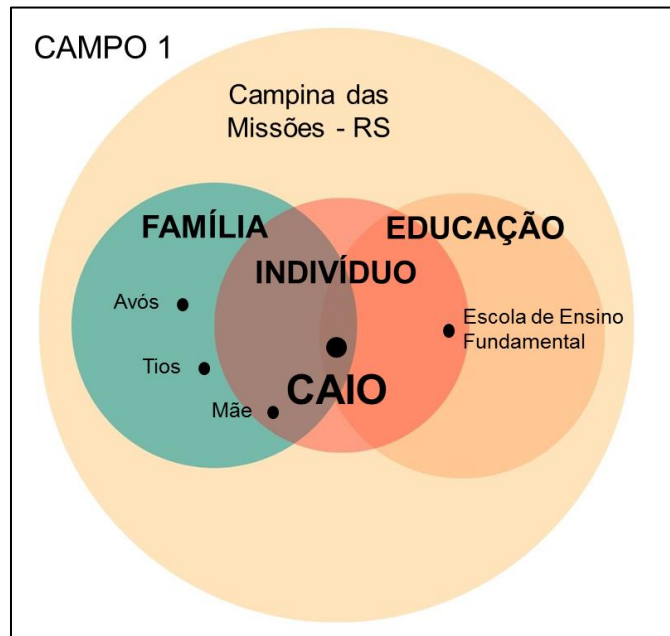 CAMPO 1
Campina das
Missões - RS
FAMÍLIA
EDUCAÇÃO
INDIVÍDUO
Avós
Escola de Ensino
Fundamental
Tios
CAIO
Mãe